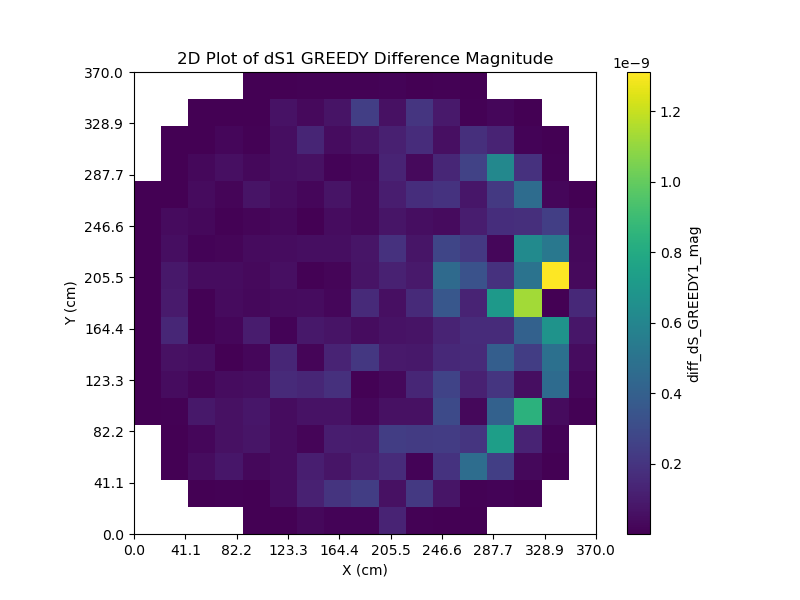 2D Plot of dS1 GREEDY Difference Magnitude
1e−9
370.0
328.9
287.7
246.6
205.5
164.4
123.3
82.2
41.1
0.0
Y (cm)
0.0 41.1 82.2 123.3 164.4 205.5 246.6 287.7 328.9 370.0
X (cm)
1.2
1.0
0.8
0.6
0.4
0.2
diff_dS_GREEDY1_mag